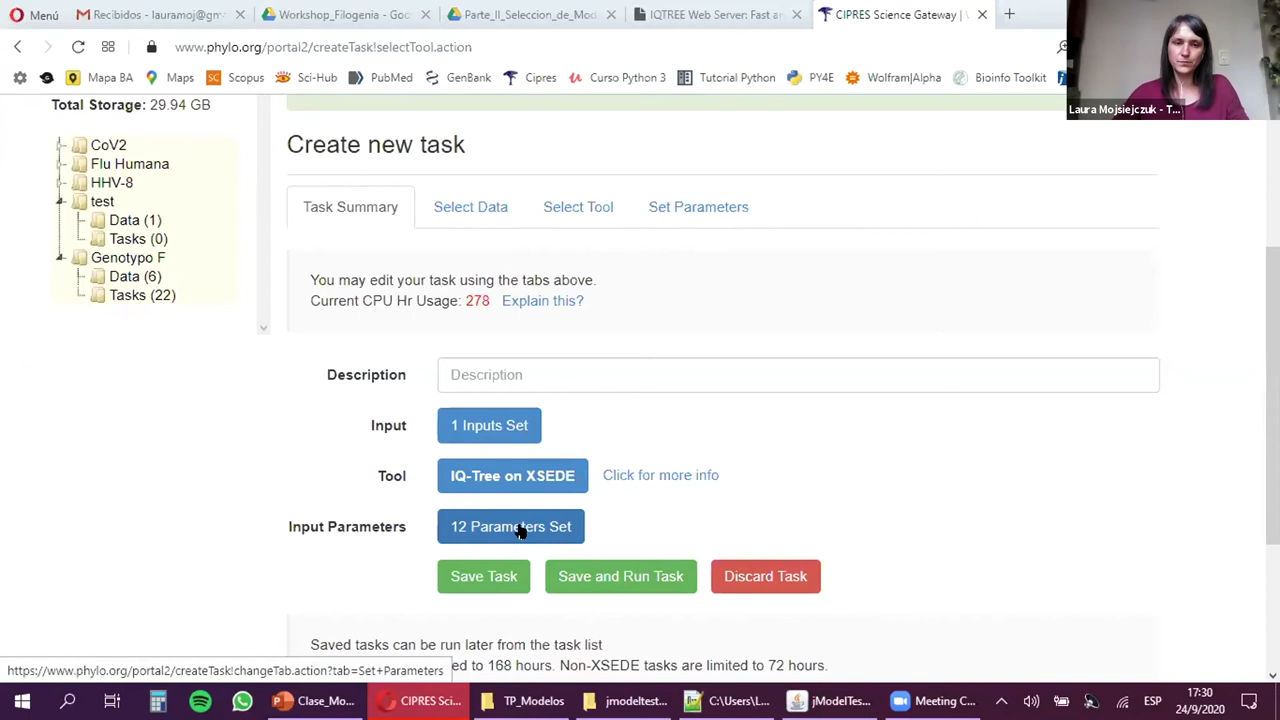 Menú
Recibidos - lauramoj@gm
Workshop_Filogenia - Goo
Parte_II_Seleccion_de_Mod
IQTREE Web Server: Fast an
CIPRES Science Gateway |
www.phylo.org/portal2/createTask!selectTool.action
Mapa BA
Maps
SC Scopus
Sci-Hub
PubMed
GenBank
Cipres
Curso Python 3
Tutorial Python
PY4E
Wolfram|Alpha
Bioinfo Toolkit
Laura Mojsiejczuk - T...
Total Storage: 29.94 GB
CoV2
Flu Humana
HHV-8
test
Data (1)
Tasks (0)
Genotypo F
Data (6)
Tasks (22)
Create new task
Task Summary
Select Data
Select Tool
Set Parameters
You may edit your task using the tabs above.
Current CPU Hr Usage: 278 Explain this?
Description
Description
Input
1 Inputs Set
Tool
IQ-Tree on XSEDE
Click for more info
Input Parameters
12 Parameters Set
Save Task
Save and Run Task
Discard Task
Saved tasks can be run later from the task list
ed to 168 hours. Non-XSEDE tasks are limited to 72 hours.
https://www.phylo.org/portal2/createTask!changeTab.action?tab=Set+Parameters
Clase_Mo...
CIPRES Sci...
TP_Modelos
jmodeltest...
C:\Users\L...
jModelTest...
Meeting C...
ESP
17:30
24/9/2020